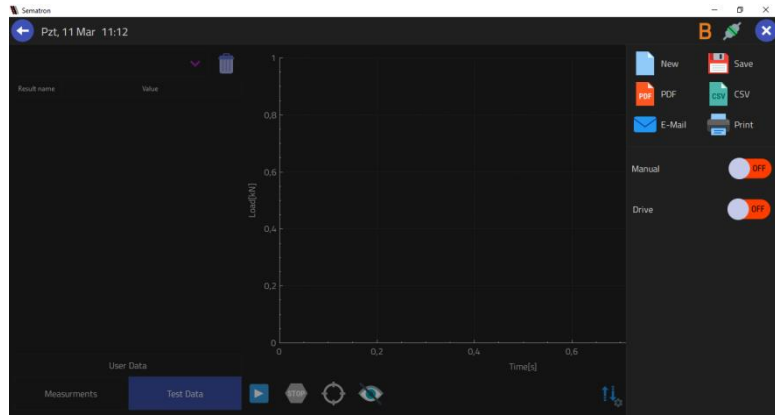 Sematron
Pzt, 11 Mar 11:12
B
Result name Value
1
0,8
0,6
0,4
0,2
0
Load[kN]
0 0,2 0,4 0,6
Time[s]
User Data
Measurments Test Data
STOP
New Save
PDF PDF CSV CSV
E-Mail Print
Manual OFF
Drive OFF